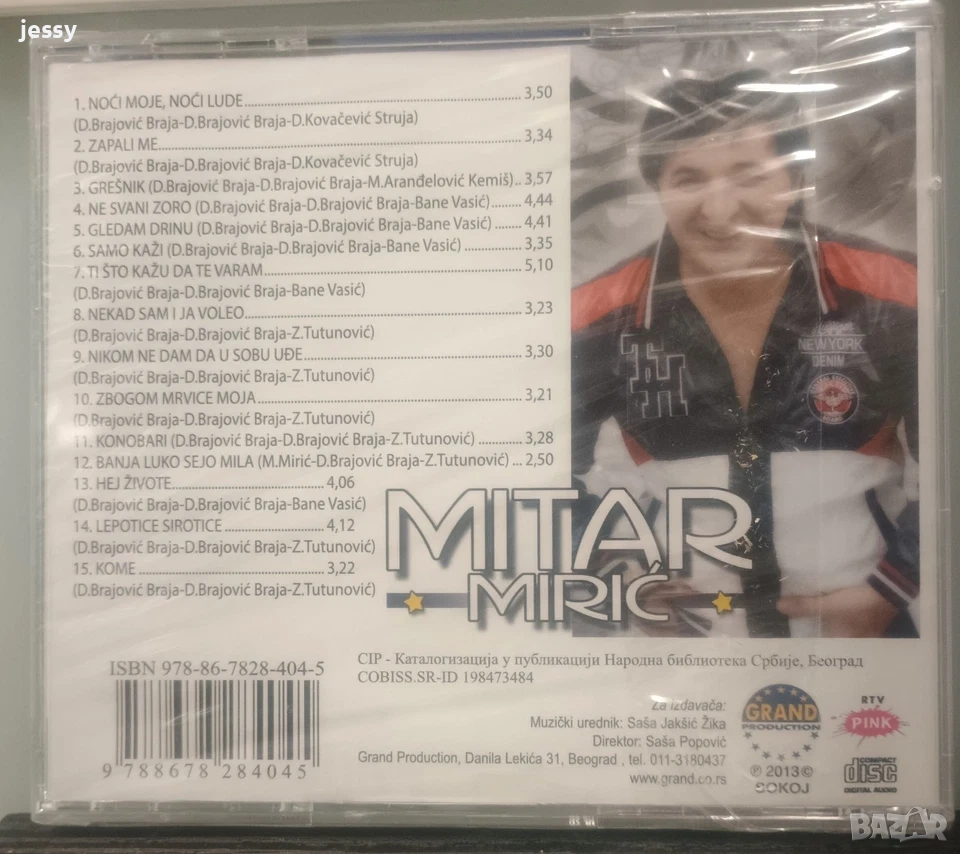 jessy
1. NOĆI MOJE, NOĆI LUDE 3,50
(D.Brajović Braja-D.Brajović Braja-D.Kovačević Struja)
2. ZAPALI ME 3,34
(D.Brajović Braja-D.Brajović Braja-D.Kovačević Struja)
3. GREŠNIK (D.Brajović Braja-D.Brajović Braja-M.Aranđelović Kemiš) 3,57
4. NE SVANI ZORO (D.Brajović Braja-D.Brajović Braja-Bane Vasić) 4,44
5. GLEDAM DRINU (D.Brajović Braja-D.Brajović Braja-Bane Vasić) 4,41
6. SAMO KAŽI (D.Brajović Braja-D.Brajović Braja-Bane Vasić) 3,35
7. TI ŠTO KAŽU DA TE VARAM 5,10
(D.Brajović Braja-D.Brajović Braja-Bane Vasić)
8. NEKAD SAM I JA VOLEO 3,23
(D.Brajović Braja-D.Brajović Braja-Z.Tutunović)
9. NIKOM NE DAM DA U SOBU UĐE 3,30
(D.Brajović Braja-D.Brajović Braja-Z.Tutunović)
10. ZBOGOM MRVICE MOJA 3,21
(D.Brajović Braja-D.Brajović Braja-Z.Tutunović)
11. KONOBARI (D.Brajović Braja-D.Brajović Braja-Z.Tutunović) 3,28
12. BANJA LUKO SEJO MILA (M.Mirić-D.Brajović Braja-Z.Tutunović) 2,50
13. HEJ ŽIVOTE 4,06
(D.Brajović Braja-D.Brajović Braja-Bane Vasić)
14. LEPOTICE SIROTICE 4,12
(D.Brajović Braja-D.Brajović Braja-Z.Tutunović)
15. KOME 3,22
(D.Brajović Braja-D.Brajović Braja-Z.Tutunović)
NEW YORK
DENIM
MITAR
MIRIĆ
ISBN 978-86-7828-404-5
9 788678 284045
CIP - Каталогизација у публикацији Народна библиотека Србије, Београд
COBISS.SR-ID 198473484
Za izdavača:
Muzički urednik: Saša Jakšić Žika
Direktor: Saša Popović
Grand Production, Danila Lekića 31, Beograd , tel. 011-3180437
www.grand.co.rs
GRAND
PRODUCTION
℗ 2013 ©
SOKOJ
RTV
PINK
COMPACT
disc
DIGITAL AUDIO
BAZAR